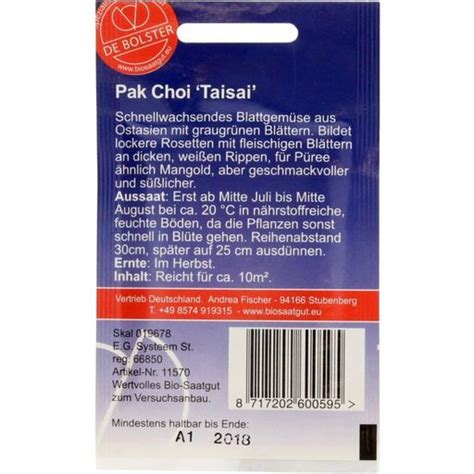 DE BOLSTER
www.biosaatgut.eu
Pak Choi ‘Taisai’
Schnellwachsendes Blattgemüse aus
Ostasien mit graugrünen Blättern. Bildet
lockere Rosetten mit fleischigen Blättern
an dicken, weißen Rippen, für Püree
ähnlich Mangold, aber geschmackvoller
und süßlicher.
Aussaat: Erst ab Mitte Juli bis Mitte
August bei ca. 20 °C in nährstoffreiche,
feuchte Böden, da die Pflanzen sonst
schnell in Blüte gehen. Reihenabstand
30cm, später auf 25 cm ausdünnen.
Ernte: Im Herbst.
Inhalt: Reicht für ca. 10m².
Vertrieb Deutschland. Andrea Fischer - 94166 Stubenberg
T. +49 8574 919315 - www.biosaatgut.eu
Skal 019678
E.G. Systeem St.
reg. 66850
Artikel-Nr. 11570
Wertvolles Bio-Saatgut
zum Versuchsanbau.
8 717202 600595 >
Mindestens haltbar bis Ende:
A1 2018